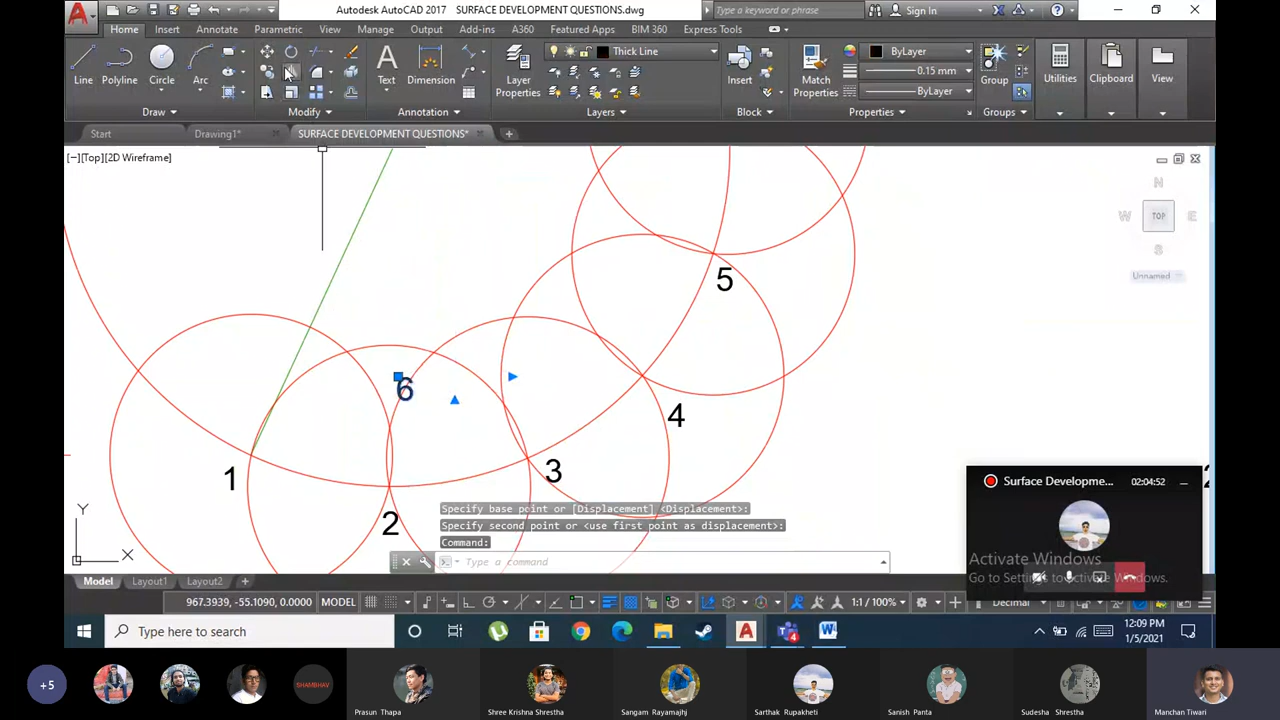 Autodesk AutoCAD 2017 SURFACE DEVELOPMENT QUESTIONS.dwg
Type a keyword or phrase
Sign In
Home Insert Annotate Parametric View Manage Output Add-ins A360 Featured Apps BIM 360 Express Tools
Thick Line
ByLayer
0.15 mm
ByLayer
Line Polyline Circle Arc
Text Dimension
Layer Properties
Insert
Match Properties
Group
Utilities Clipboard View
Draw Modify Annotation Layers Block Properties Groups
Start Drawing1* SURFACE DEVELOPMENT QUESTIONS*
[−][Top][2D Wireframe]
N
W TOP E
S
Unnamed
5
6
4
1
3
2
Y
X
Specify base point or [Displacement] <Displacement>:
Specify second point or <use first point as displacement>:
Command:
Type a command
Surface Developme... 02:04:52
Activate Windows
Go to Settings to activate Windows.
Model Layout1 Layout2
967.3939, -55.1090, 0.0000 MODEL
1:1 / 100%
Decimal
Type here to search
12:09 PM
1/5/2021
+5
SHAMBHAV
Prasun Thapa
Shree Krishna Shrestha
Sangam Rayamajhj
Sarthak Rupakheti
Sanish Panta
Sudesha Shrestha
Manchan Tiwari